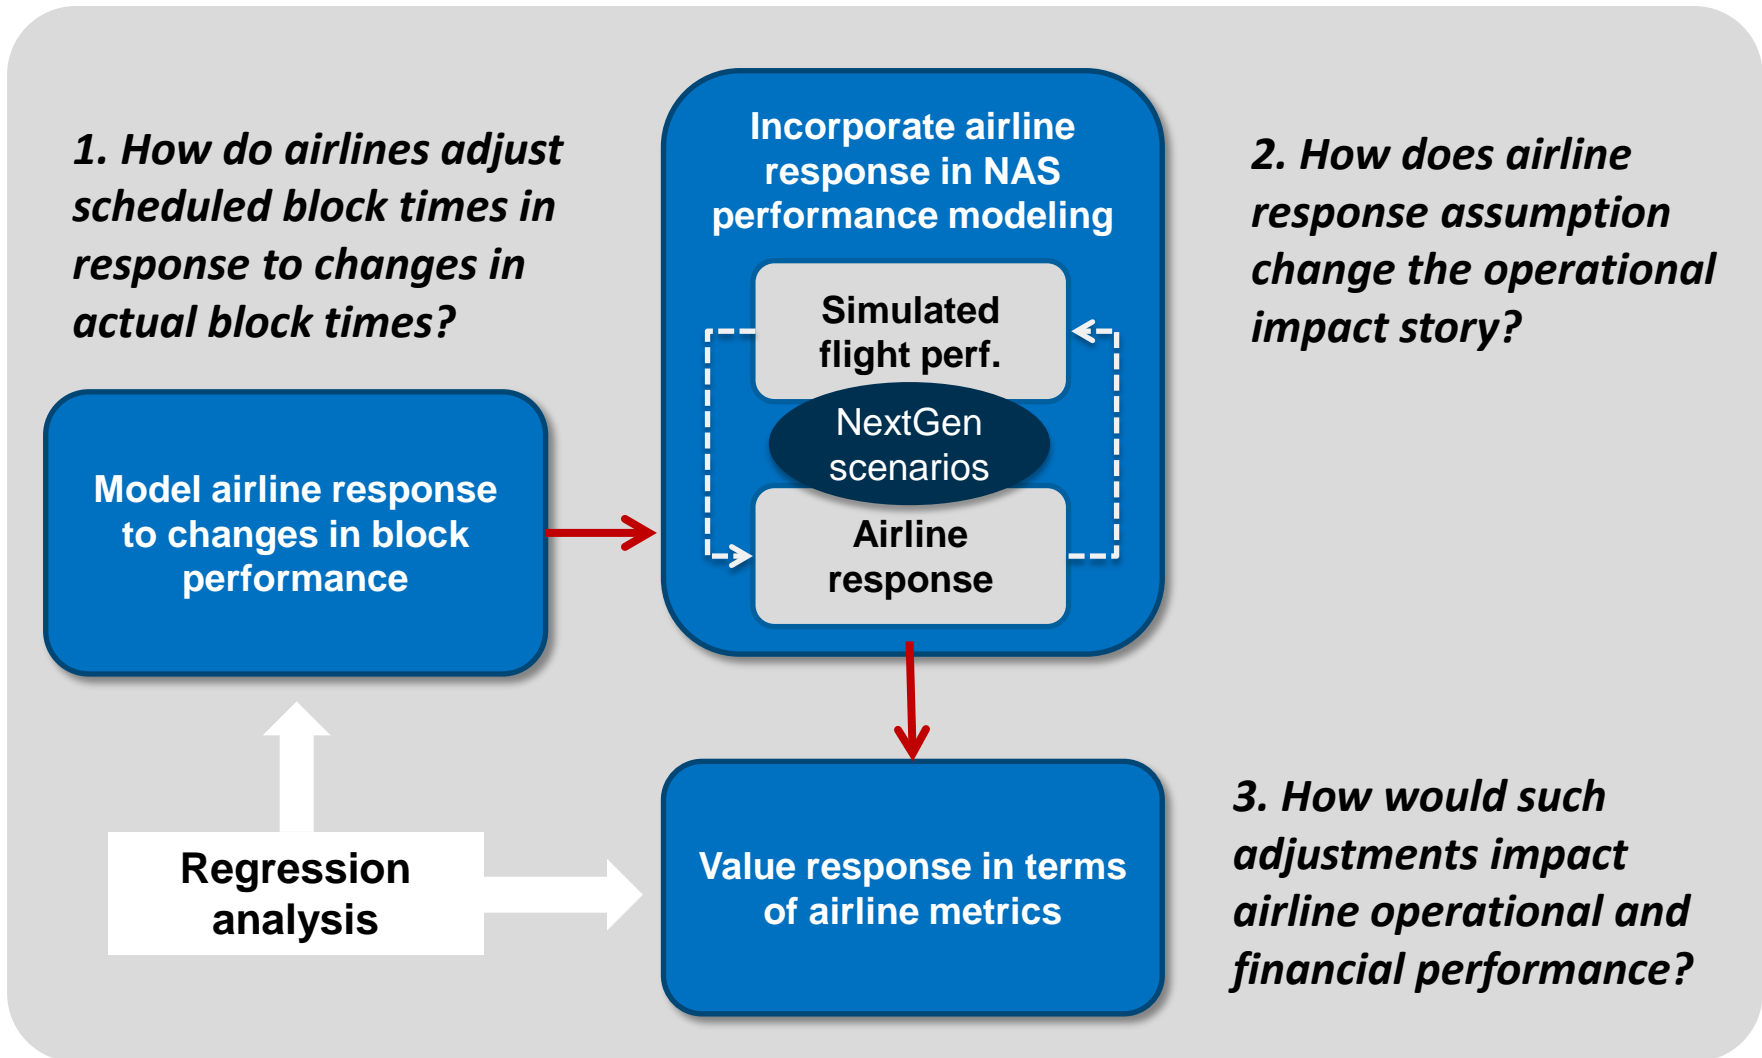 1. How do airlines adjust
scheduled block times in
response to changes in
actual block times?
Incorporate airline
response in NAS
performance modeling
Simulated
flight perf.
NextGen
scenarios
Airline
response
2. How does airline
response assumption
change the operational
impact story?
Model airline response
to changes in block
performance
Regression
analysis
Value response in terms
of airline metrics
3. How would such
adjustments impact
airline operational and
financial performance?